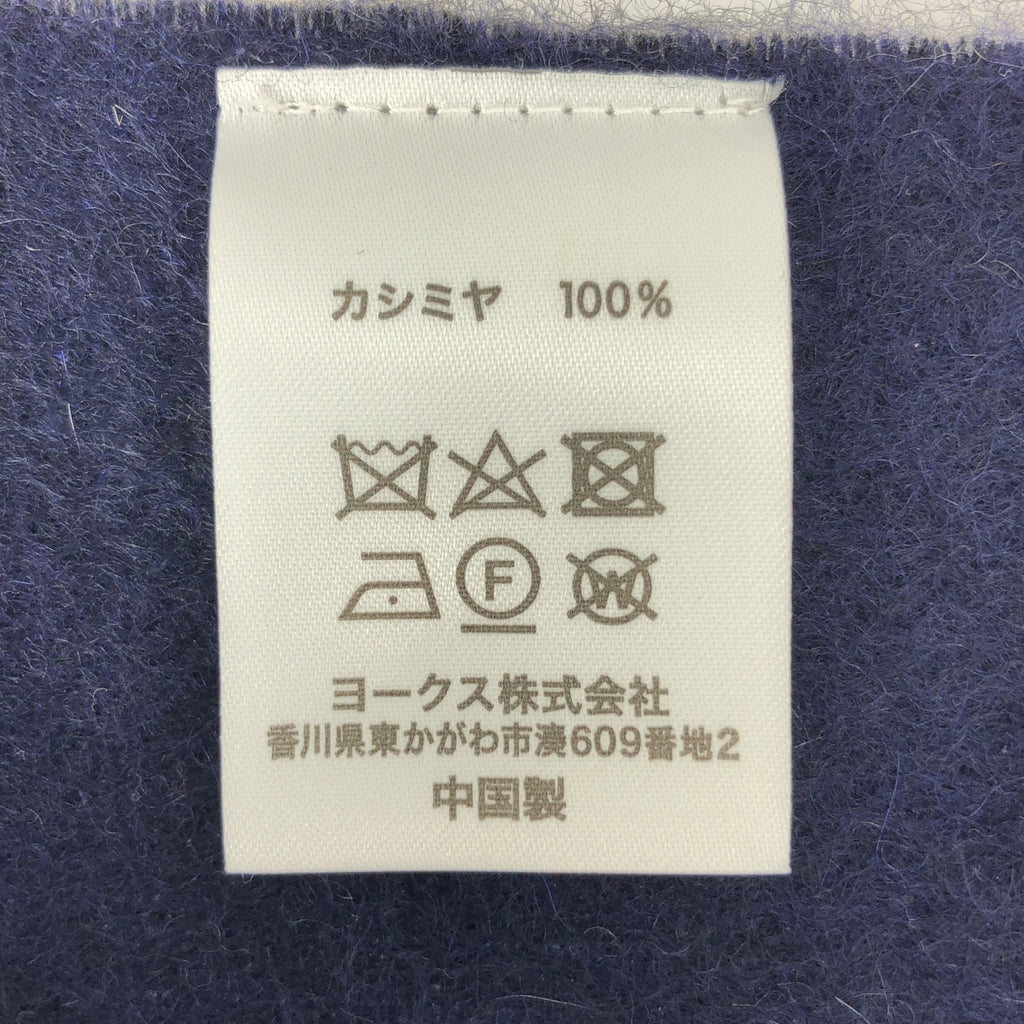 カシミヤ 100%
F
W
ヨークス株式会社
香川県東かがわ市湊609番地2
中国製